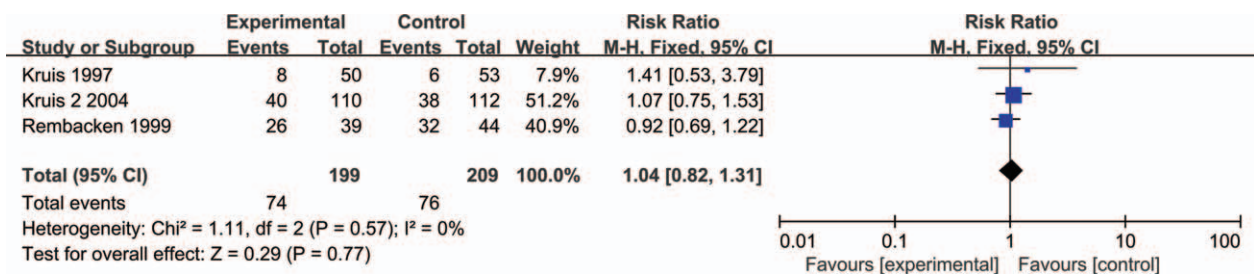 Experimental Control Risk Ratio Risk Ratio
Study or Subgroup Events Total Events Total Weight M-H, Fixed, 95% CI M-H, Fixed, 95% CI
Kruis 1997 8 50 6 53 7.9% 1.41 [0.53, 3.79]
Kruis 2 2004 40 110 38 112 51.2% 1.07 [0.75, 1.53]
Rembacken 1999 26 39 32 44 40.9% 0.92 [0.69, 1.22]
Total (95% CI) 199 209 100.0% 1.04 [0.82, 1.31]
Total events 74 76
Heterogeneity: Chi² = 1.11, df = 2 (P = 0.57); I² = 0%
Test for overall effect: Z = 0.29 (P = 0.77)
0.01 0.1 1 10 100
Favours [experimental] Favours [control]